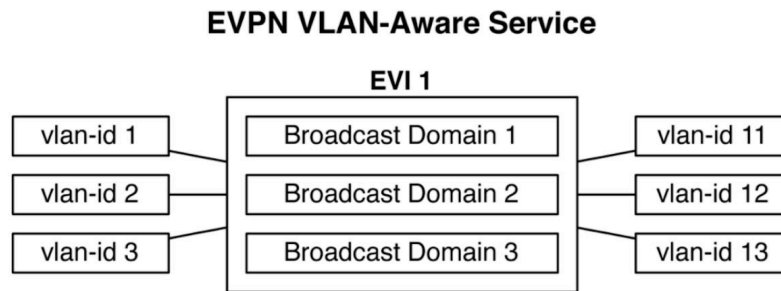 EVPN VLAN-Aware Service
EVI 1
vlan-id 1
Broadcast Domain 1
vlan-id 11
vlan-id 2
Broadcast Domain 2
vlan-id 12
vlan-id 3
Broadcast Domain 3
vlan-id 13